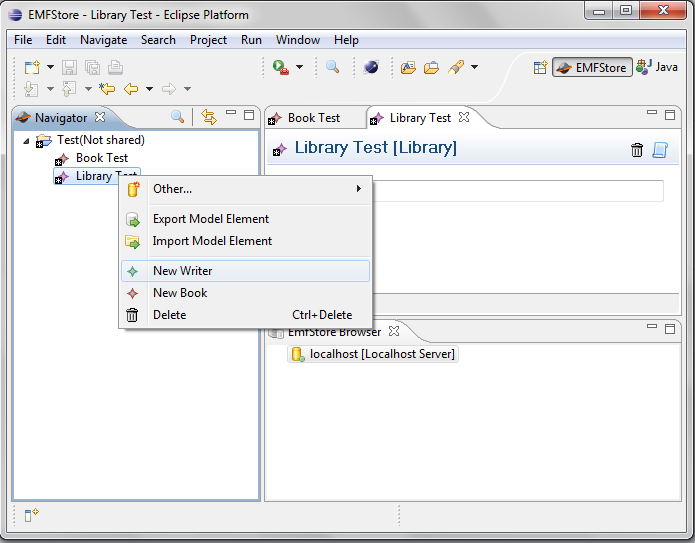 EMFStore - Library Test - Eclipse Platform
File Edit Navigate Search Project Run Window Help
EMFStore Java
Navigator
Test(Not shared)
Book Test
Library Test
Other...
Export Model Element
Import Model Element
New Writer
New Book
Delete Ctrl+Delete
Book Test Library Test
Library Test [Library]
EmfStore Browser
localhost [Localhost Server]